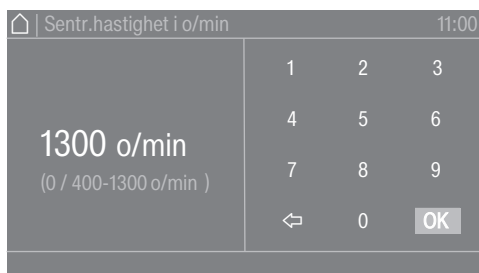 | Sentr.hastighet i o/min 11:00
1300 o/min
(0 / 400-1300 o/min )
1 2 3
4 5 6
7 8 9
0 OK